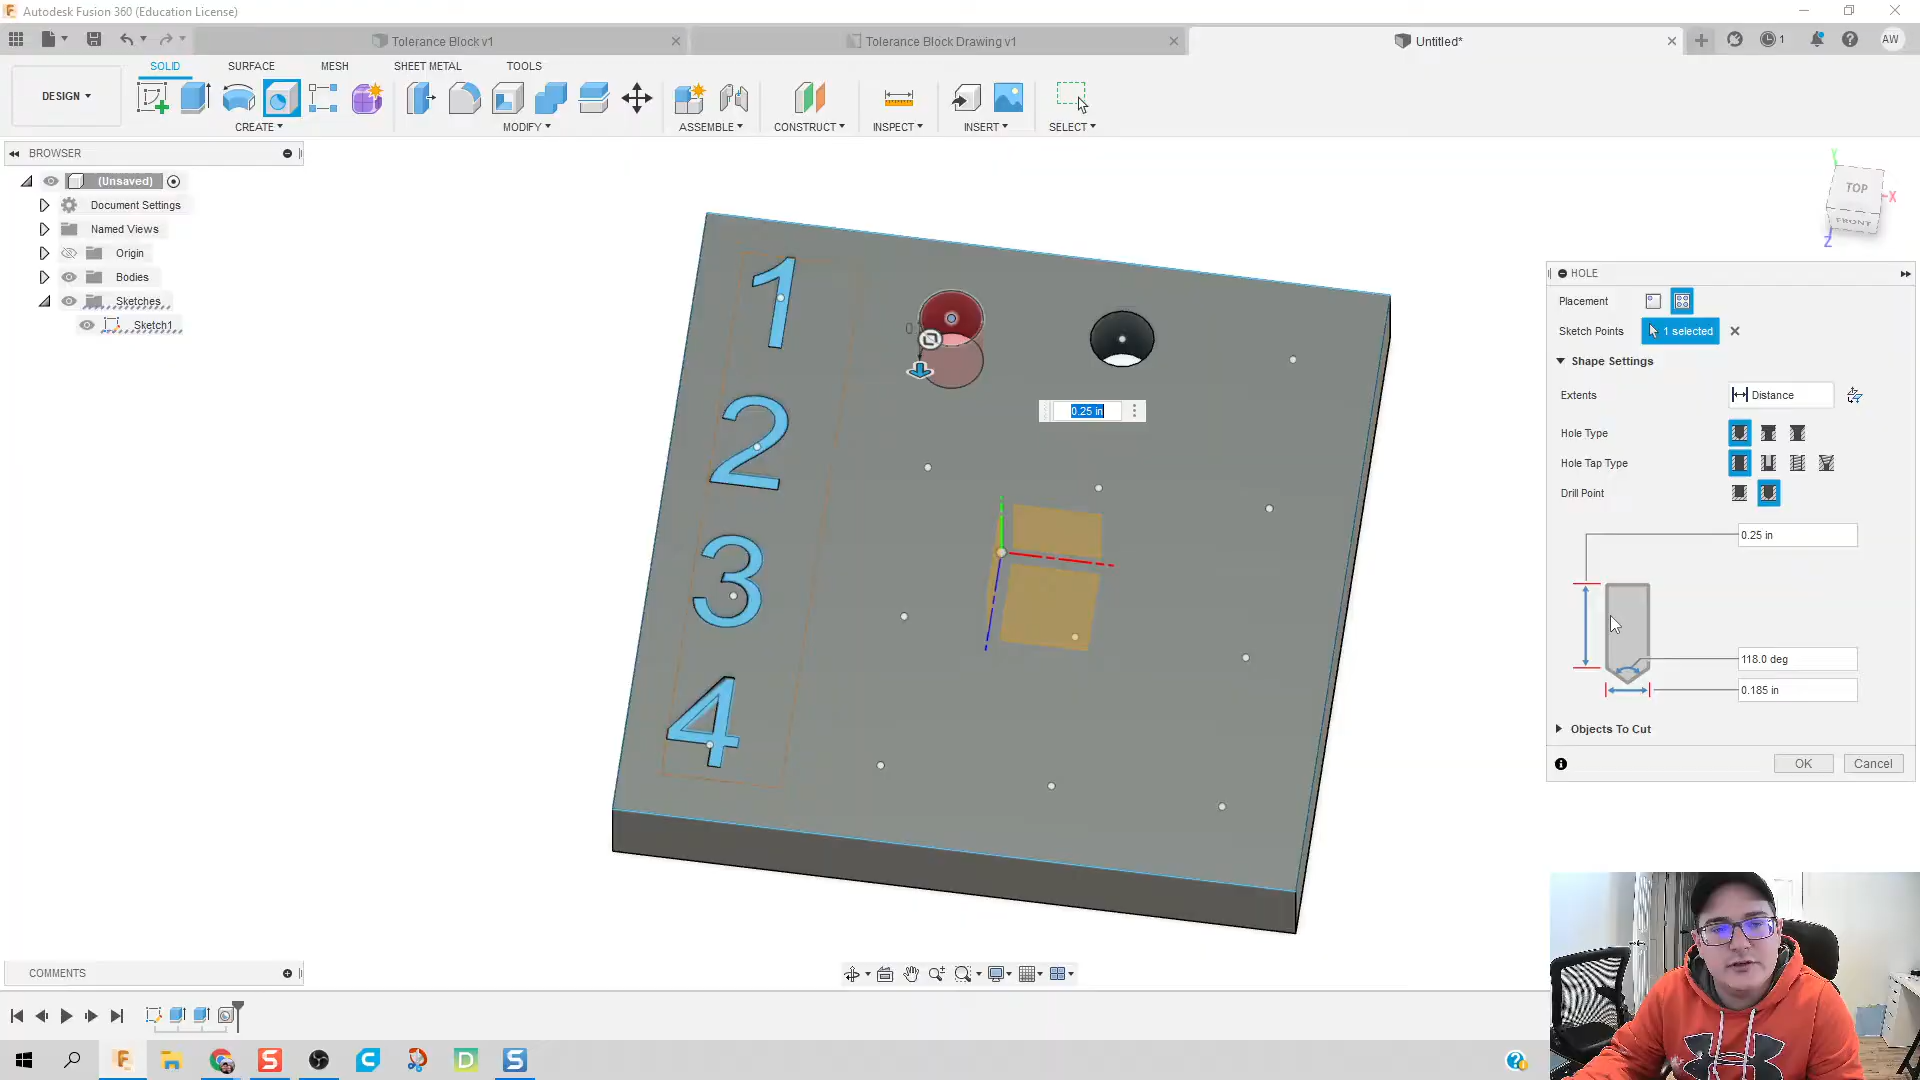 Autodesk Fusion 360 (Education License)
Tolerance Block v1
Tolerance Block Drawing v1
Untitled*
1
AW
DESIGN
SOLID
SURFACE
MESH
SHEET METAL
TOOLS
CREATE
MODIFY
ASSEMBLE
CONSTRUCT
INSPECT
INSERT
SELECT
BROWSER
(Unsaved)
Document Settings
Named Views
Origin
Bodies
Sketches
Sketch1
1
2
3
4
0.25 in
Y
TOP
X
FRONT
Z
HOLE
Placement
Sketch Points
1 selected
Shape Settings
Extents
Distance
Hole Type
Hole Tap Type
Drill Point
0.25 in
118.0 deg
0.185 in
Objects To Cut
OK
Cancel
COMMENTS